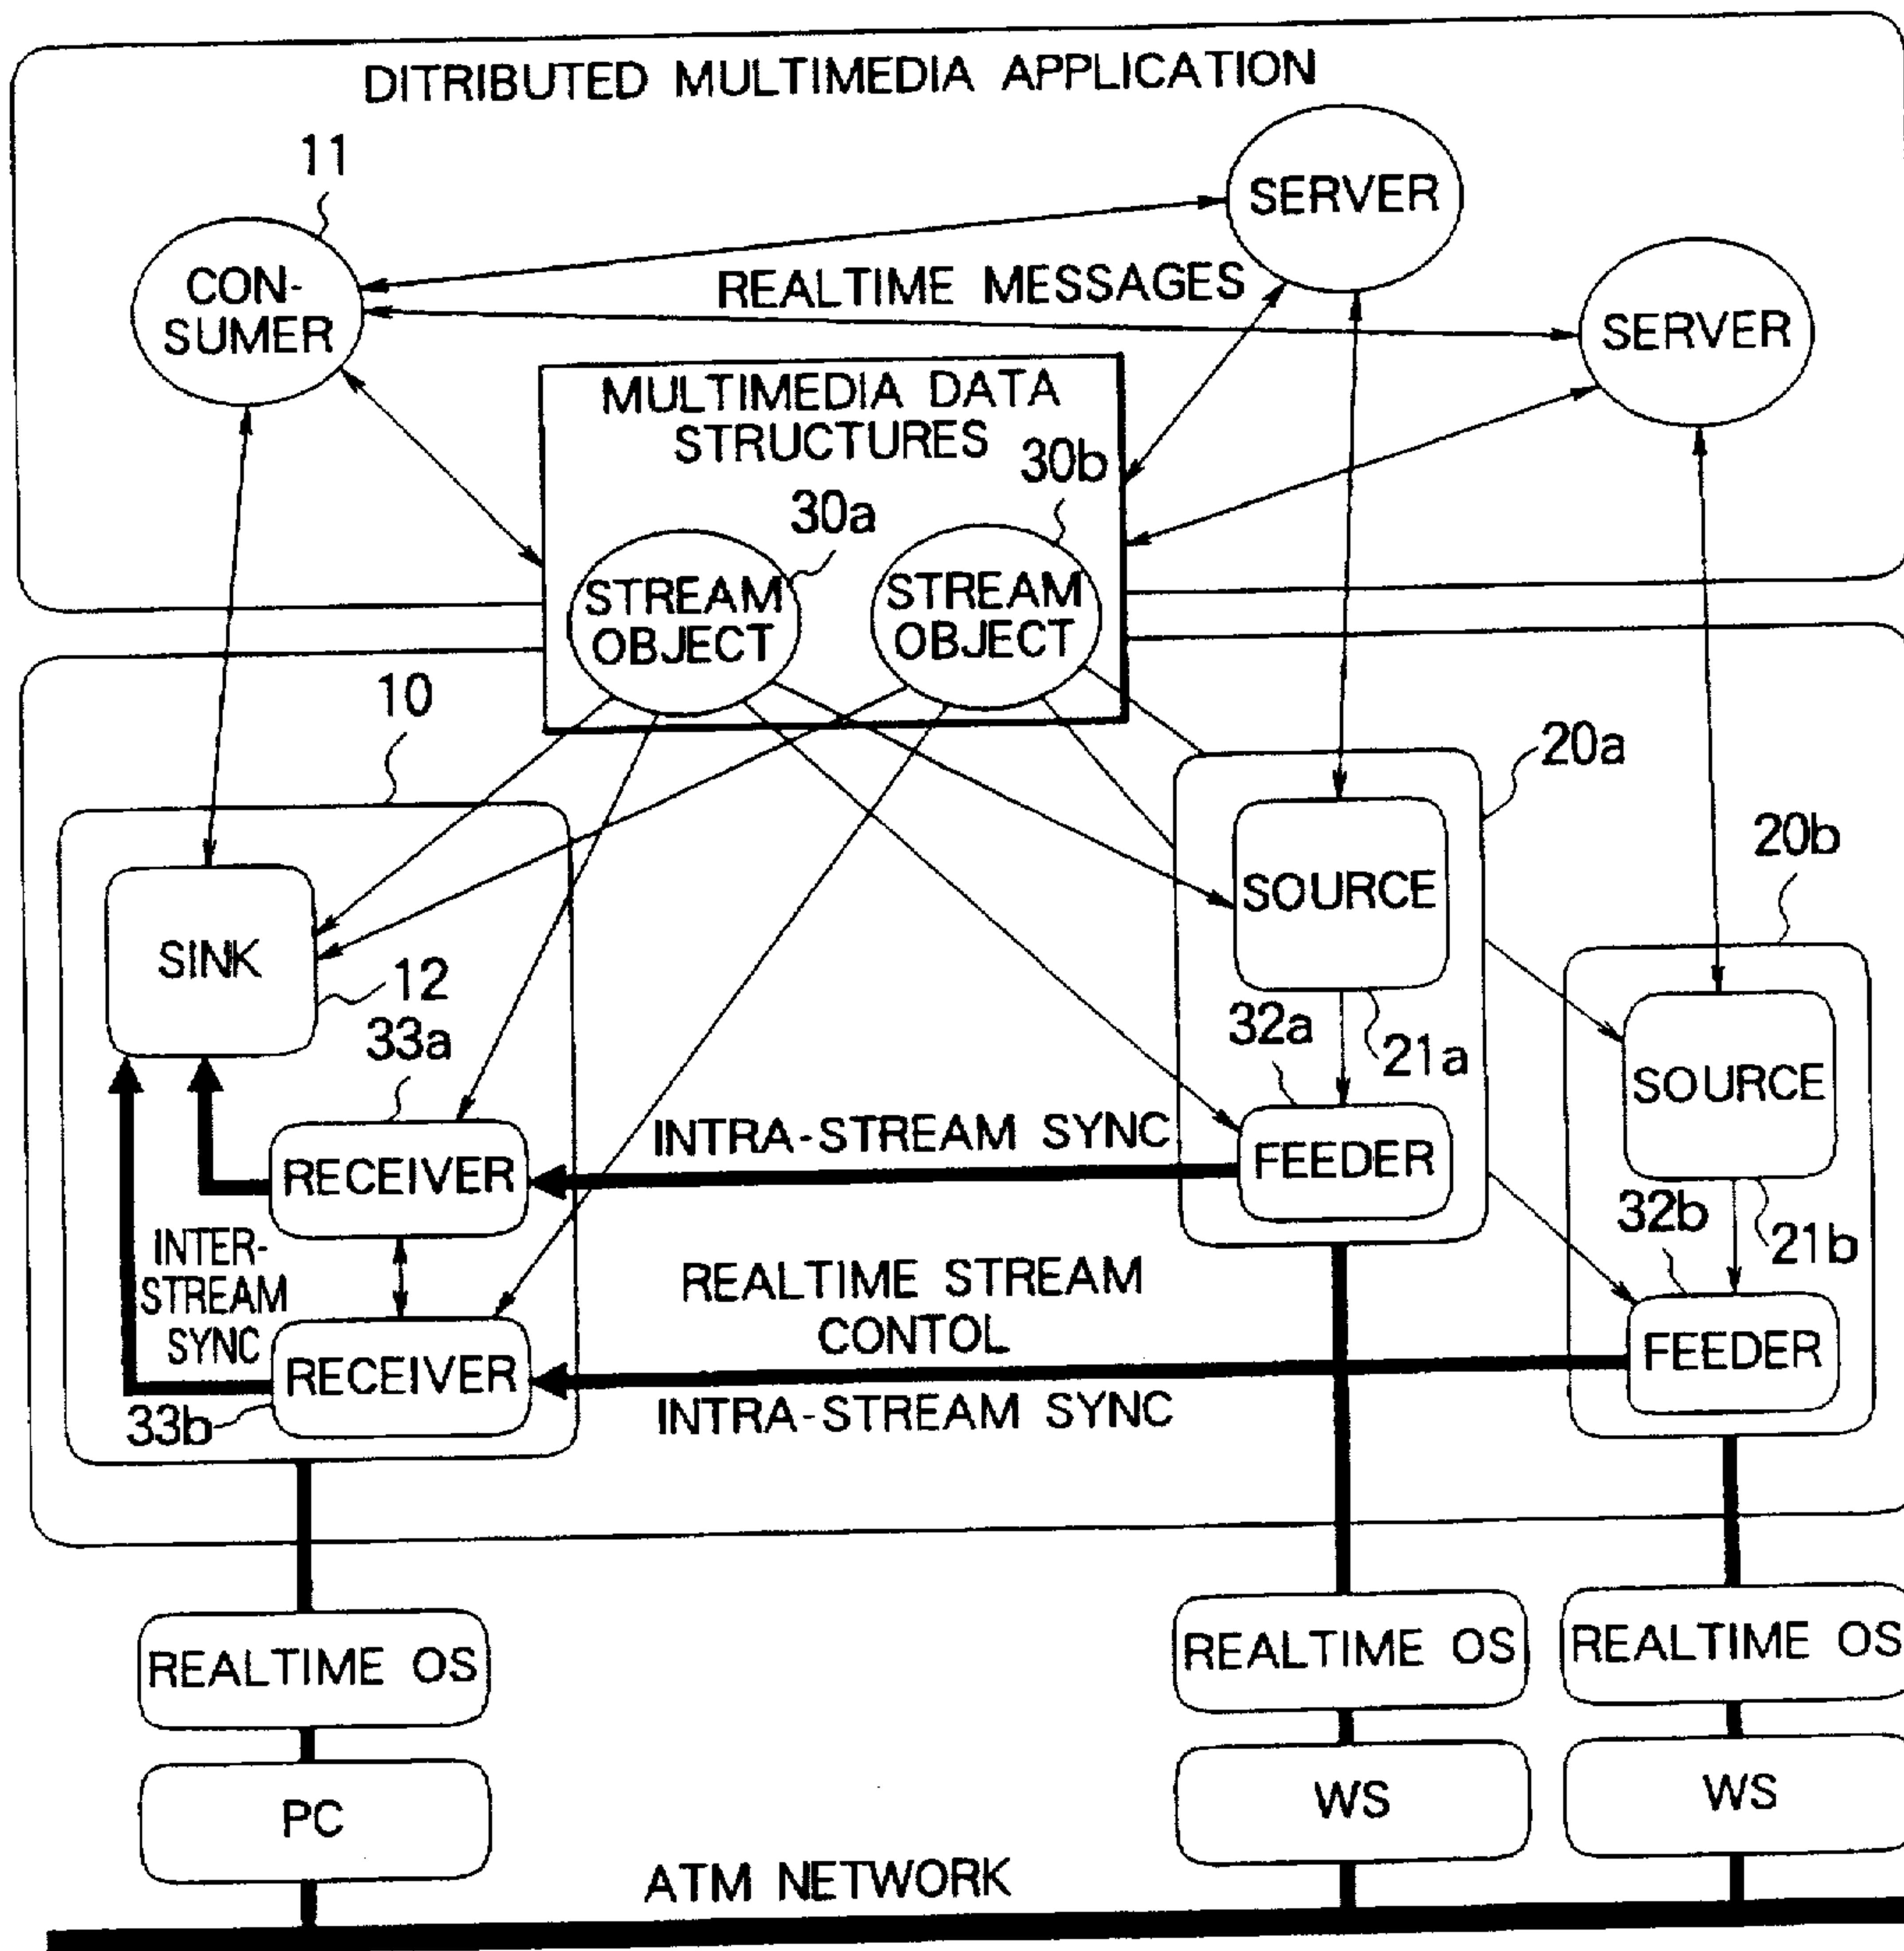 DITRIBUTED MULTIMEDIA APPLICATION
11
SERVER
CON-
SUMER
REALTIME MESSAGES
SERVER
MULTIMEDIA DATA
STRUCTURES
30b
30a
STREAM
OBJECT
STREAM
OBJECT
10
20a
20b
SINK
SOURCE
12
33a
32a
21a
SOURCE
INTRA-STREAM SYNC
RECEIVER
FEEDER
32b
21b
INTER-
STREAM
SYNC
REALTIME STREAM
CONTOL
RECEIVER
FEEDER
33b
INTRA-STREAM SYNC
REALTIME OS
REALTIME OS
REALTIME OS
PC
WS
WS
ATM NETWORK